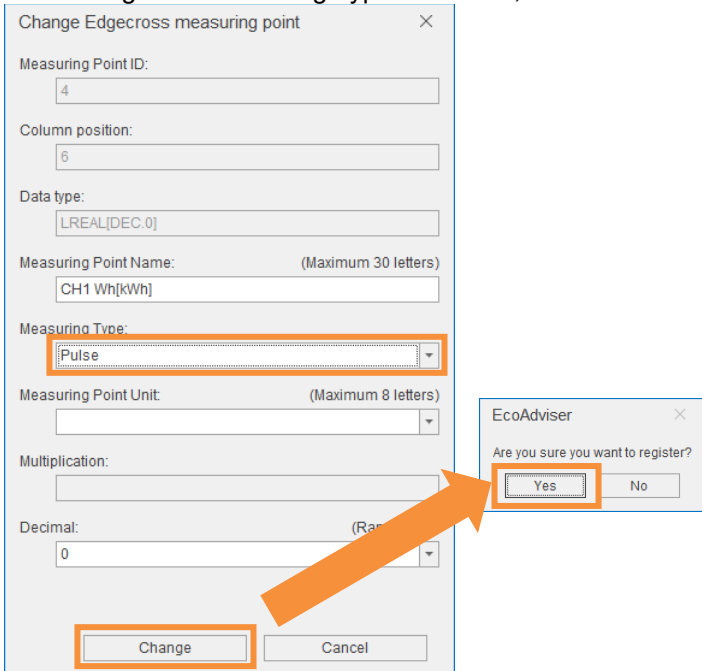 Change Edgecross measuring point
Measuring Point ID:
4
Column position:
6
Data type:
LREAL[DEC.0]
Measuring Point Name: (Maximum 30 letters)
CH1 Wh[kWh]
Measuring Type:
Pulse
Measuring Point Unit: (Maximum 8 letters)
Multiplication:
Decimal:
0
Change Cancel
EcoAdviser
Are you sure you want to register?
Yes No